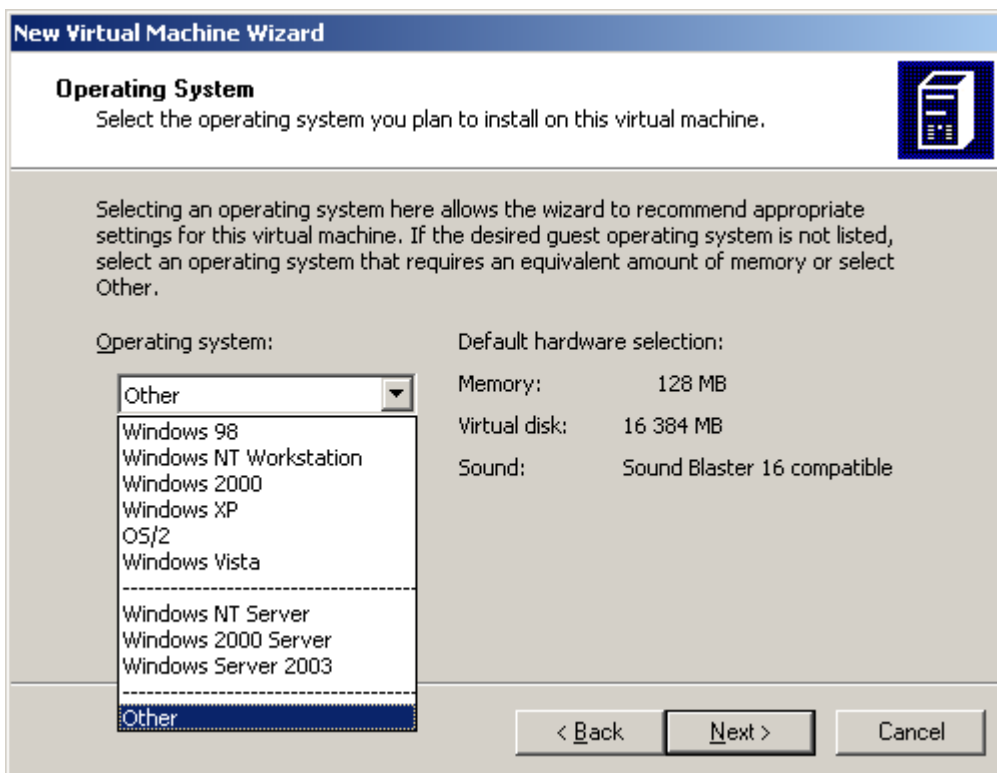 New Virtual Machine Wizard
Operating System
Select the operating system you plan to install on this virtual machine.
Selecting an operating system here allows the wizard to recommend appropriate
settings for this virtual machine. If the desired guest operating system is not listed,
select an operating system that requires an equivalent amount of memory or select
Other.
Operating system:
Other
Windows 98
Windows NT Workstation
Windows 2000
Windows XP
OS/2
Windows Vista
Windows NT Server
Windows 2000 Server
Windows Server 2003
Other
Default hardware selection:
Memory: 128 MB
Virtual disk: 16 384 MB
Sound: Sound Blaster 16 compatible
< Back Next > Cancel